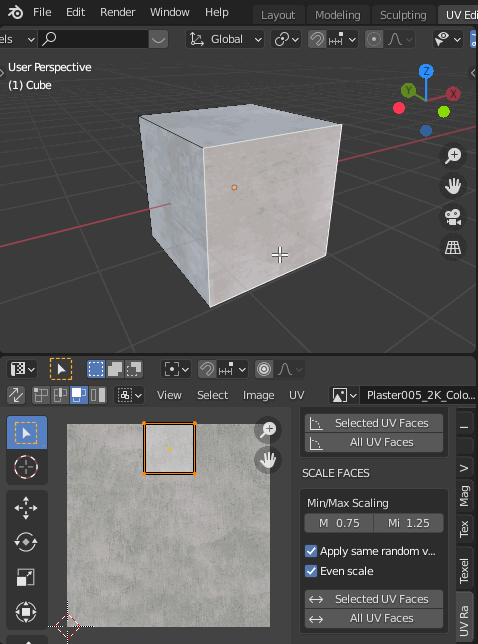 File Edit Render Window Help Layout Modeling Sculpting UV Edi
els Global
User Perspective
(1) Cube
Z
Y
X
View Select Image UV Plaster005_2K_Colo...
Selected UV Faces
All UV Faces
SCALE FACES
Min/Max Scaling
M 0.75 Mi 1.25
Apply same random v...
Even scale
Selected UV Faces
All UV Faces
I
V
Mag
Tex
Texel
UV Ra